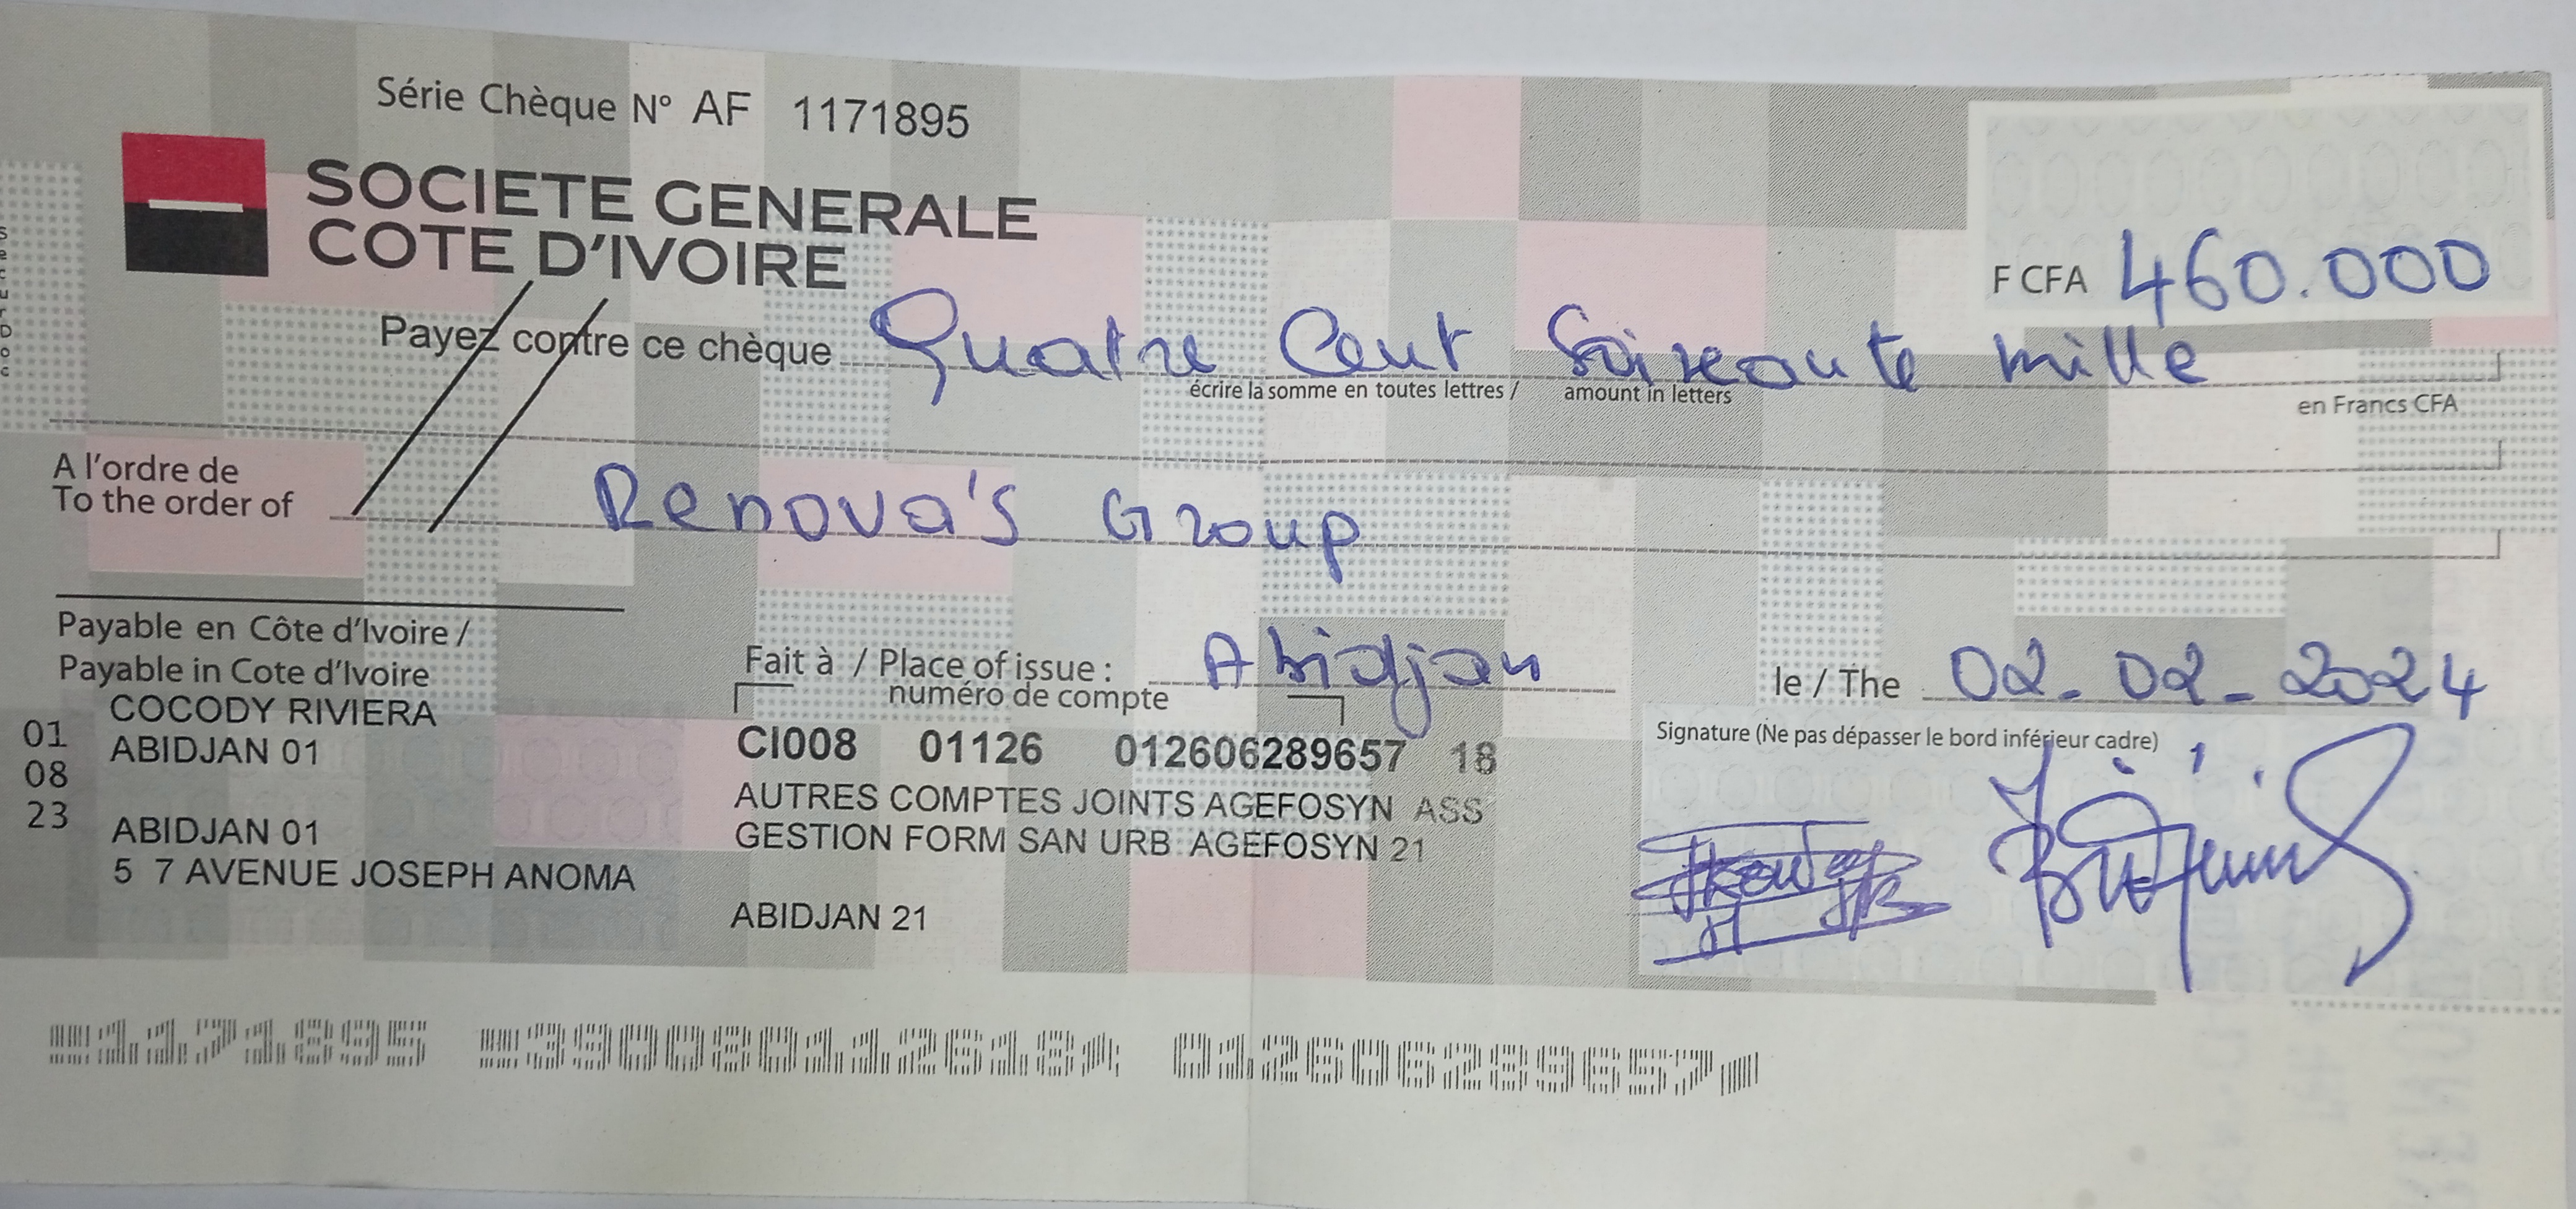 Série Chèque N° AF 1171895
SOCIETE GENERALE
COTE D'IVOIRE
F CFA 460.000
Payez contre ce chèque Quatre Cent Soixante mille
écrire la somme en toutes lettres / amount in letters
en Francs CFA
A l'ordre de
To the order of Renova's Group
Payable en Côte d'Ivoire /
Payable in Cote d'Ivoire
Fait à / Place of issue : Abidjan le / The 02-02-2024
numéro de compte
COCODY RIVIERA
01 ABIDJAN 01
08
23 ABIDJAN 01
5 7 AVENUE JOSEPH ANOMA
CI008 01126 012606289657 18
AUTRES COMPTES JOINTS AGEFOSYN ASS
GESTION FORM SAN URB AGEFOSYN 21
ABIDJAN 21
Signature (Ne pas dépasser le bord inférieur cadre)
1171895 3900801126184 012606289657
SecurDoc